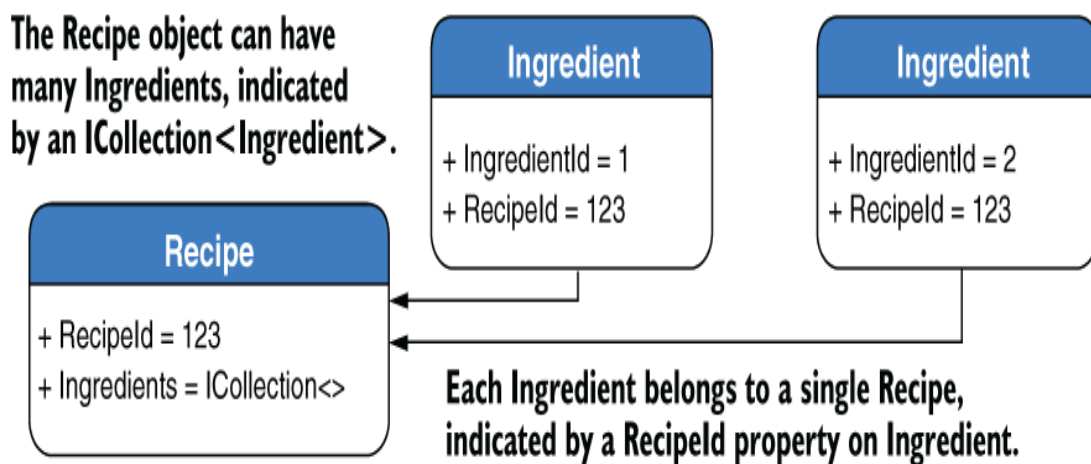 The Recipe object can have
many Ingredients, indicated
by an ICollection<Ingredient>.
Ingredient
+ IngredientId = 1
+ RecipeId = 123
Ingredient
+ IngredientId = 2
+ RecipeId = 123
Recipe
+ RecipeId = 123
+ Ingredients = ICollection<>
Each Ingredient belongs to a single Recipe,
indicated by a RecipeId property on Ingredient.